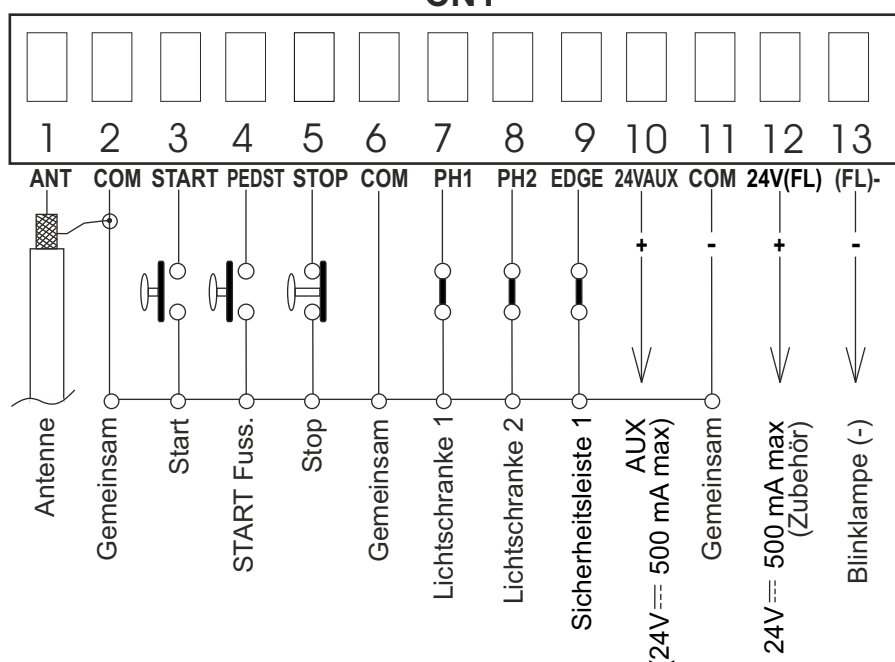 1 2 3 4 5 6 7 8 9 10 11 12 13
ANT COM START PEDST STOP COM PH1 PH2 EDGE 24VAUX COM 24V(FL) (FL)-
+ - + -
Antenne
Gemeinsam
Start
START Fuss.
Stop
Gemeinsam
Lichtschranke 1
Lichtschranke 2
Sicherheitsleiste 1
AUX
(24V⎓ 500 mA max)
Gemeinsam
24V⎓ 500 mA max
(Zubehör)
Blinklampe (-)